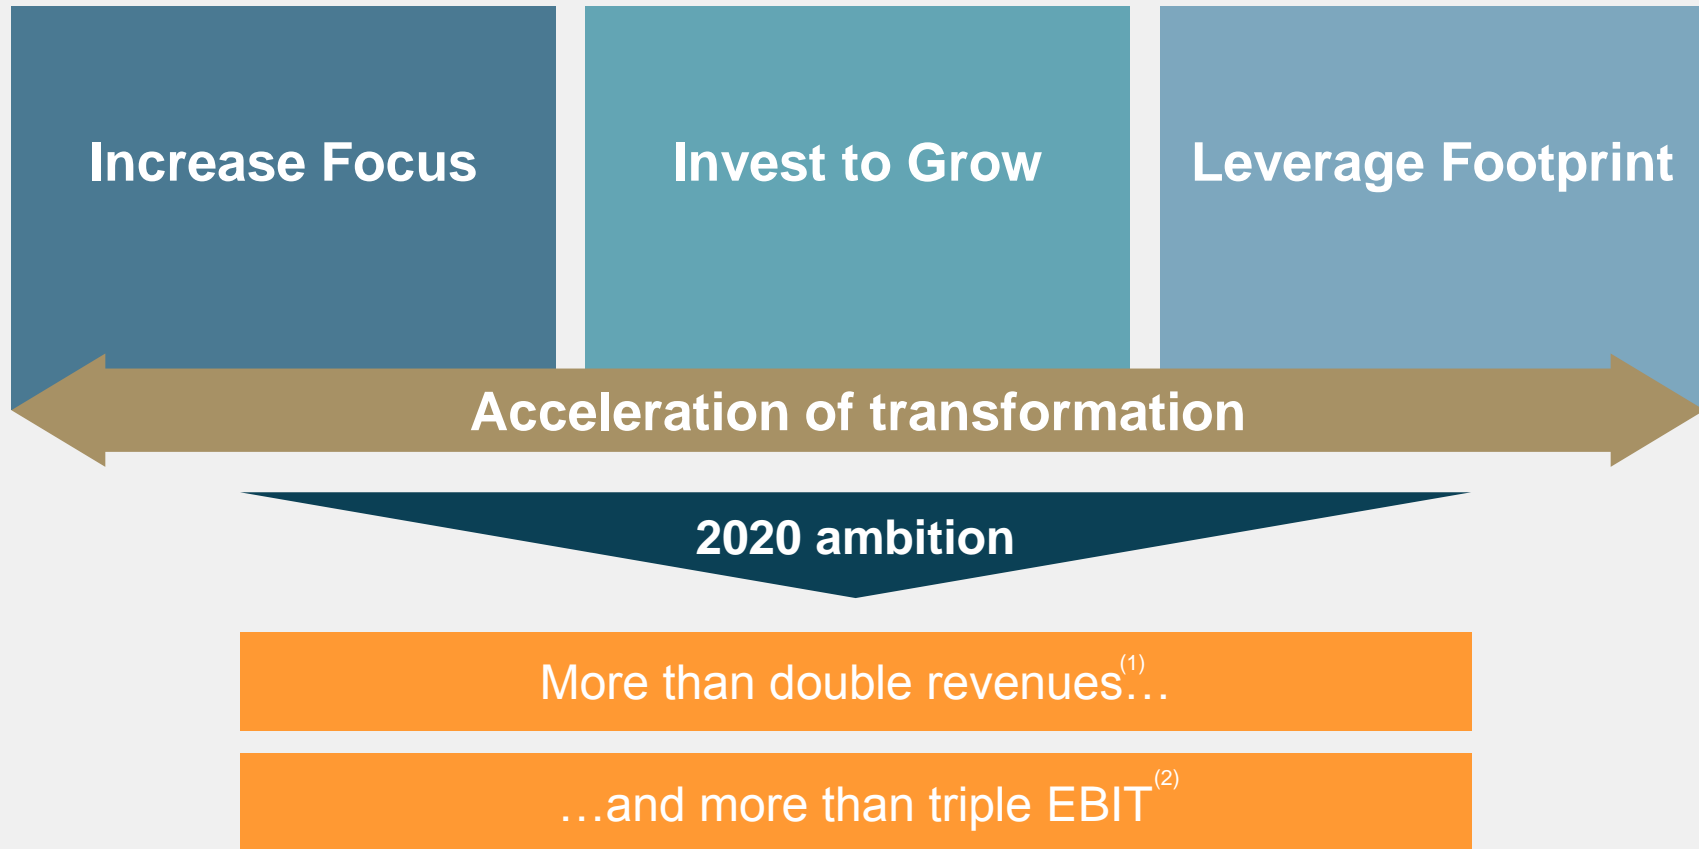 Increase Focus
Invest to Grow
Leverage Footprint
Acceleration of transformation
2020 ambition
More than double revenues(1)…
…and more than triple EBIT(2)